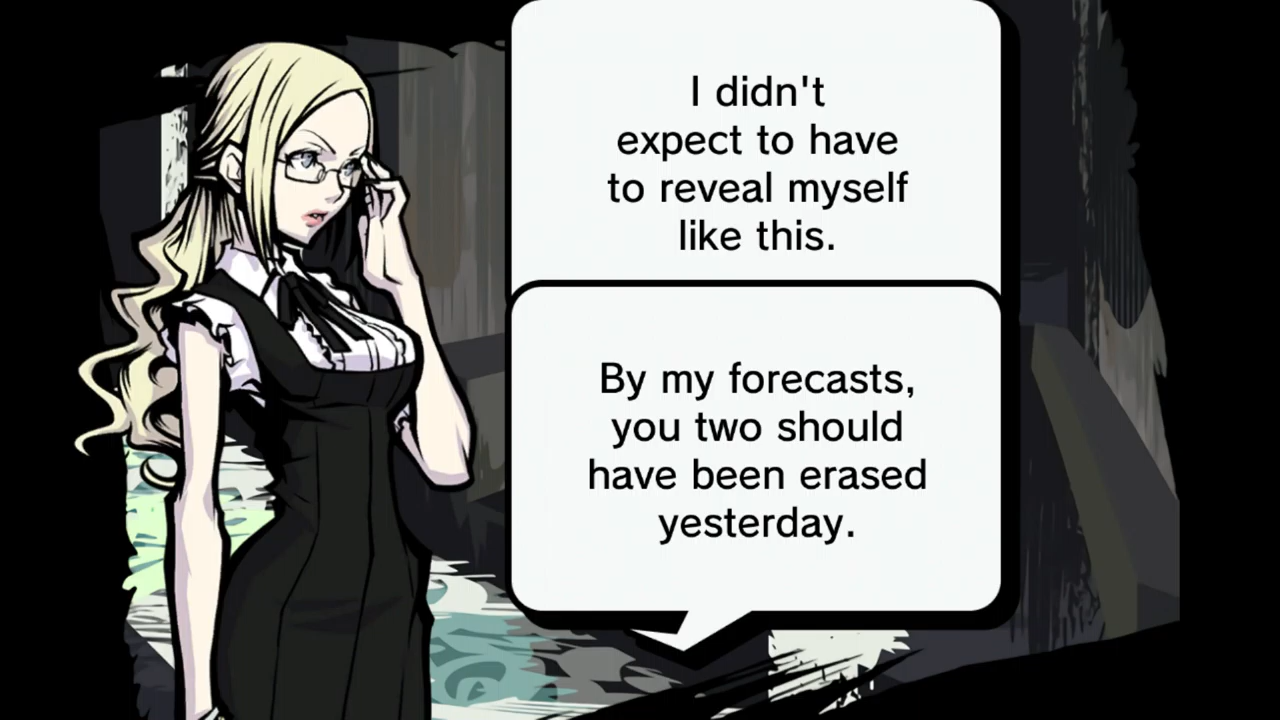 I didn't
expect to have
to reveal myself
like this.
By my forecasts,
you two should
have been erased
yesterday.